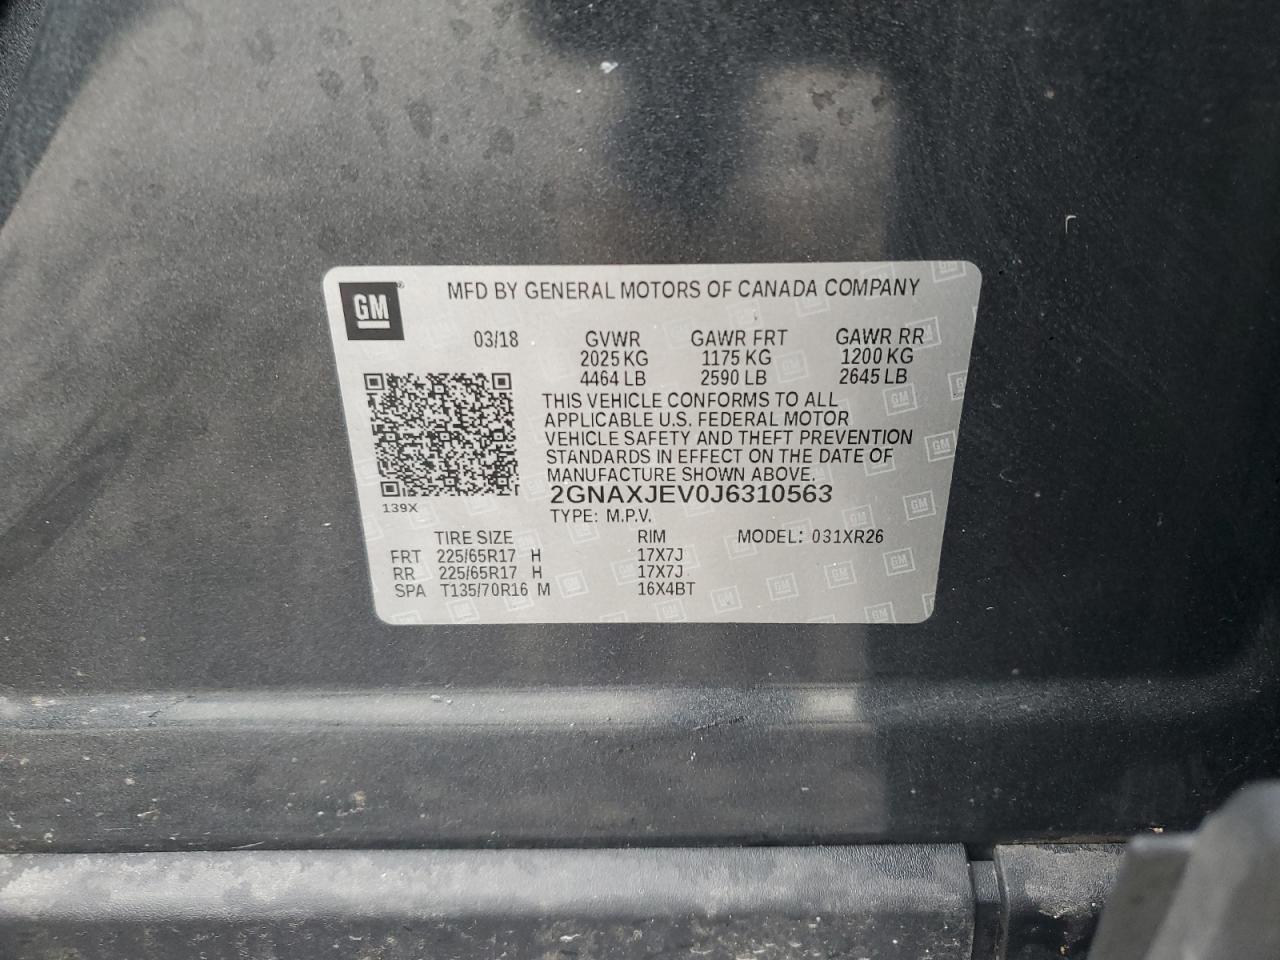 GM
MFD BY GENERAL MOTORS OF CANADA COMPANY
03/18 GVWR GAWR FRT GAWR RR
2025 KG 1175 KG 1200 KG
4464 LB 2590 LB 2645 LB
THIS VEHICLE CONFORMS TO ALL
APPLICABLE U.S. FEDERAL MOTOR
VEHICLE SAFETY AND THEFT PREVENTION
STANDARDS IN EFFECT ON THE DATE OF
MANUFACTURE SHOWN ABOVE.
2GNAXJEV0J6310563
139X
TYPE: M.P.V.
TIRE SIZE RIM MODEL: 031XR26
FRT 225/65R17 H 17X7J
RR 225/65R17 H 17X7J
SPA T135/70R16 M 16X4BT